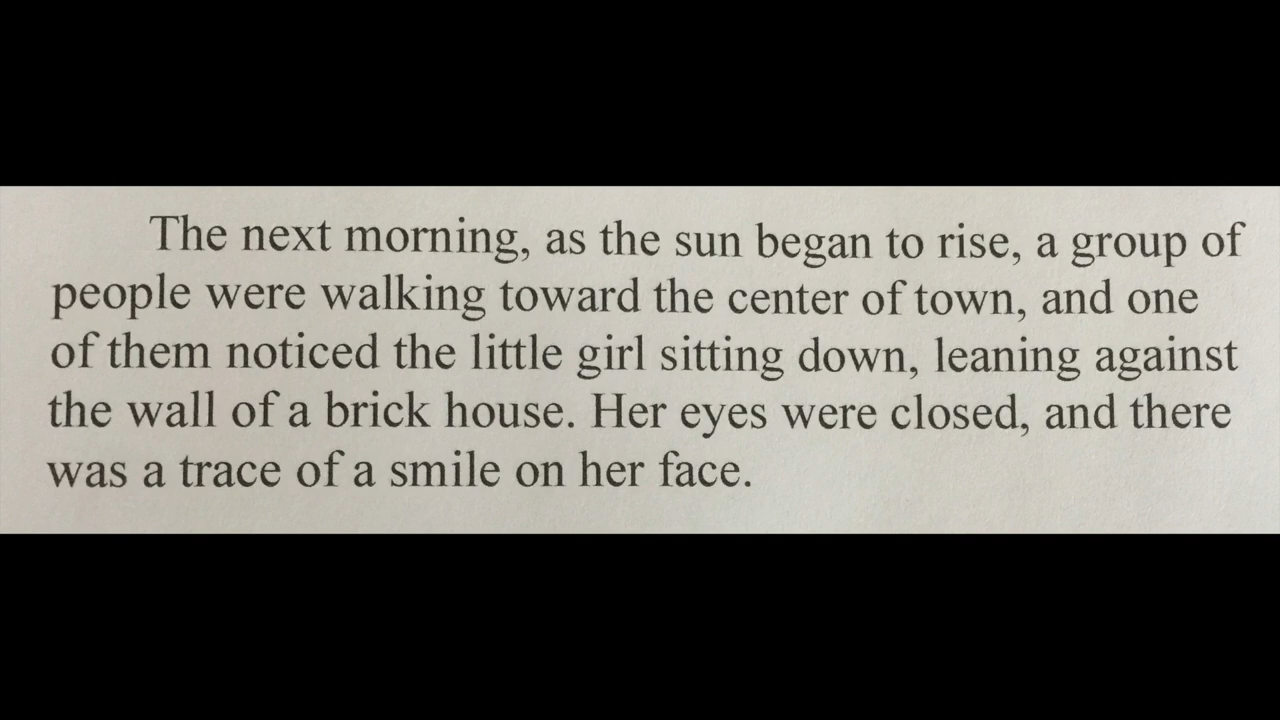 The next morning, as the sun began to rise, a group of
people were walking toward the center of town, and one
of them noticed the little girl sitting down, leaning against
the wall of a brick house. Her eyes were closed, and there
was a trace of a smile on her face.